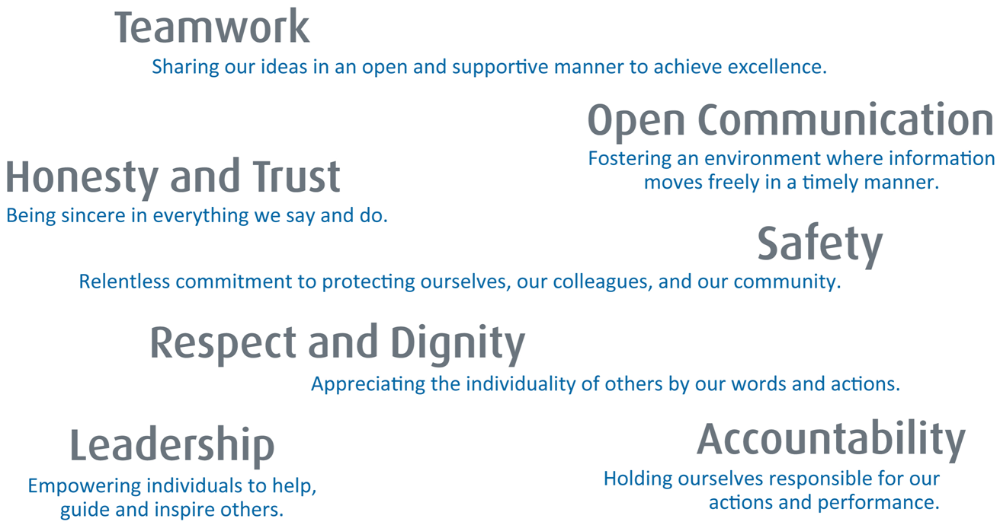 Teamwork
Sharing our ideas in an open and supportive manner to achieve excellence.
Open Communication
Fostering an environment where information
moves freely in a timely manner.
Honesty and Trust
Being sincere in everything we say and do.
Safety
Relentless commitment to protecting ourselves, our colleagues, and our community.
Respect and Dignity
Appreciating the individuality of others by our words and actions.
Leadership
Empowering individuals to help,
guide and inspire others.
Accountability
Holding ourselves responsible for our
actions and performance.